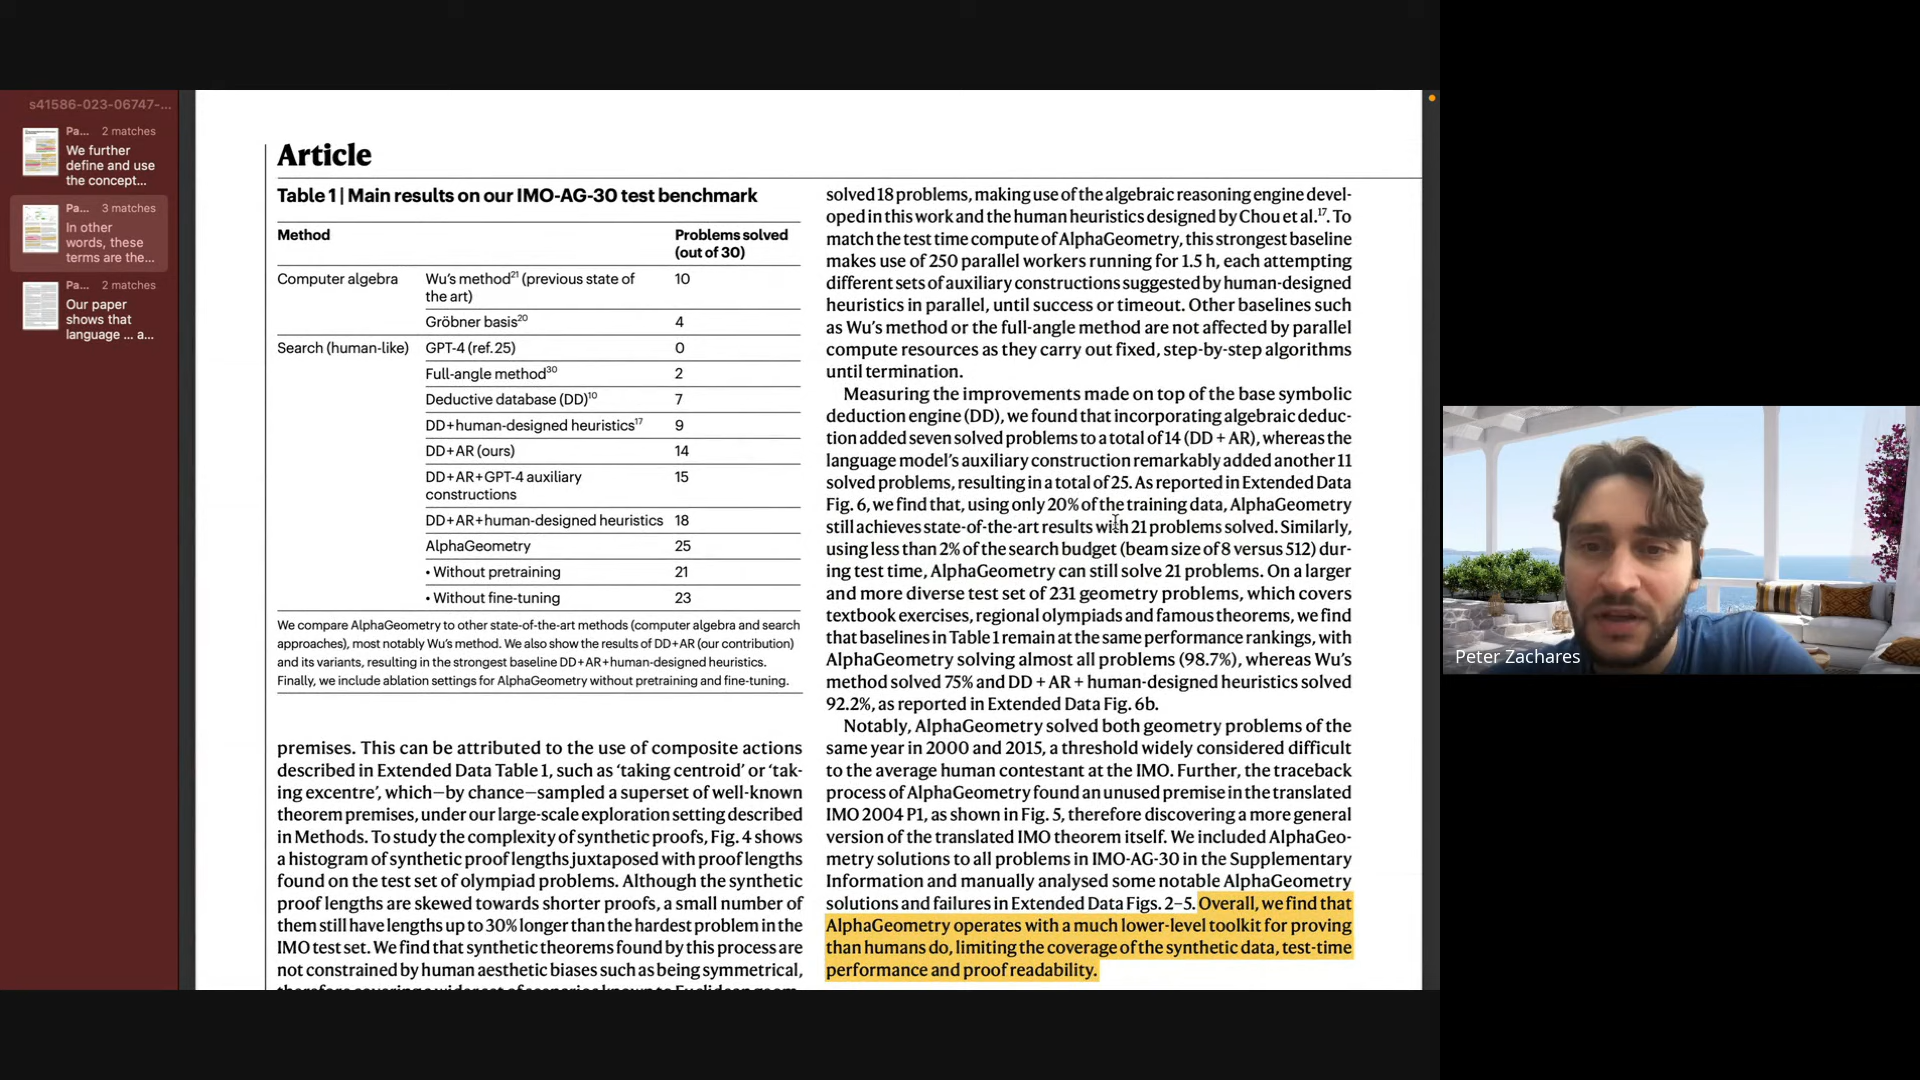 s41586-023-06747-...
Pa... 2 matches
We further
define and use
the concept...
Pa... 3 matches
In other
words, these
terms are the...
Pa... 2 matches
Our paper
shows that
language ... a...
Article
Table 1 | Main results on our IMO-AG-30 test benchmark
Method Problems solved
(out of 30)
Computer algebra Wu's method21 (previous state of 10
the art)
Gröbner basis20 4
Search (human-like) GPT-4 (ref. 25) 0
Full-angle method30 2
Deductive database (DD)10 7
DD+human-designed heuristics17 9
DD+AR (ours) 14
DD+AR+GPT-4 auxiliary 15
constructions
DD+AR+human-designed heuristics 18
AlphaGeometry 25
• Without pretraining 21
• Without fine-tuning 23
We compare AlphaGeometry to other state-of-the-art methods (computer algebra and search
approaches), most notably Wu's method. We also show the results of DD+AR (our contribution)
and its variants, resulting in the strongest baseline DD+AR+human-designed heuristics.
Finally, we include ablation settings for AlphaGeometry without pretraining and fine-tuning.
premises. This can be attributed to the use of composite actions
described in Extended Data Table 1, such as ‘taking centroid’ or ‘tak-
ing excentre’, which—by chance—sampled a superset of well-known
theorem premises, under our large-scale exploration setting described
in Methods. To study the complexity of synthetic proofs, Fig. 4 shows
a histogram of synthetic proof lengths juxtaposed with proof lengths
found on the test set of olympiad problems. Although the synthetic
proof lengths are skewed towards shorter proofs, a small number of
them still have lengths up to 30% longer than the hardest problem in the
IMO test set. We find that synthetic theorems found by this process are
not constrained by human aesthetic biases such as being symmetrical,
therefore covering a wider set of scenarios known to Euclidean geom-
solved 18 problems, making use of the algebraic reasoning engine devel-
oped in this work and the human heuristics designed by Chou et al.17. To
match the test time compute of AlphaGeometry, this strongest baseline
makes use of 250 parallel workers running for 1.5 h, each attempting
different sets of auxiliary constructions suggested by human-designed
heuristics in parallel, until success or timeout. Other baselines such
as Wu's method or the full-angle method are not affected by parallel
compute resources as they carry out fixed, step-by-step algorithms
until termination.
Measuring the improvements made on top of the base symbolic
deduction engine (DD), we found that incorporating algebraic deduc-
tion added seven solved problems to a total of 14 (DD + AR), whereas the
language model's auxiliary construction remarkably added another 11
solved problems, resulting in a total of 25. As reported in Extended Data
Fig. 6, we find that, using only 20% of the training data, AlphaGeometry
still achieves state-of-the-art results with 21 problems solved. Similarly,
using less than 2% of the search budget (beam size of 8 versus 512) dur-
ing test time, AlphaGeometry can still solve 21 problems. On a larger
and more diverse test set of 231 geometry problems, which covers
textbook exercises, regional olympiads and famous theorems, we find
that baselines in Table 1 remain at the same performance rankings, with
AlphaGeometry solving almost all problems (98.7%), whereas Wu's
method solved 75% and DD + AR + human-designed heuristics solved
92.2%, as reported in Extended Data Fig. 6b.
Notably, AlphaGeometry solved both geometry problems of the
same year in 2000 and 2015, a threshold widely considered difficult
to the average human contestant at the IMO. Further, the traceback
process of AlphaGeometry found an unused premise in the translated
IMO 2004 P1, as shown in Fig. 5, therefore discovering a more general
version of the translated IMO theorem itself. We included AlphaGeo-
metry solutions to all problems in IMO-AG-30 in the Supplementary
Information and manually analysed some notable AlphaGeometry
solutions and failures in Extended Data Figs. 2–5. Overall, we find that
AlphaGeometry operates with a much lower-level toolkit for proving
than humans do, limiting the coverage of the synthetic data, test-time
performance and proof readability.
Peter Zachares